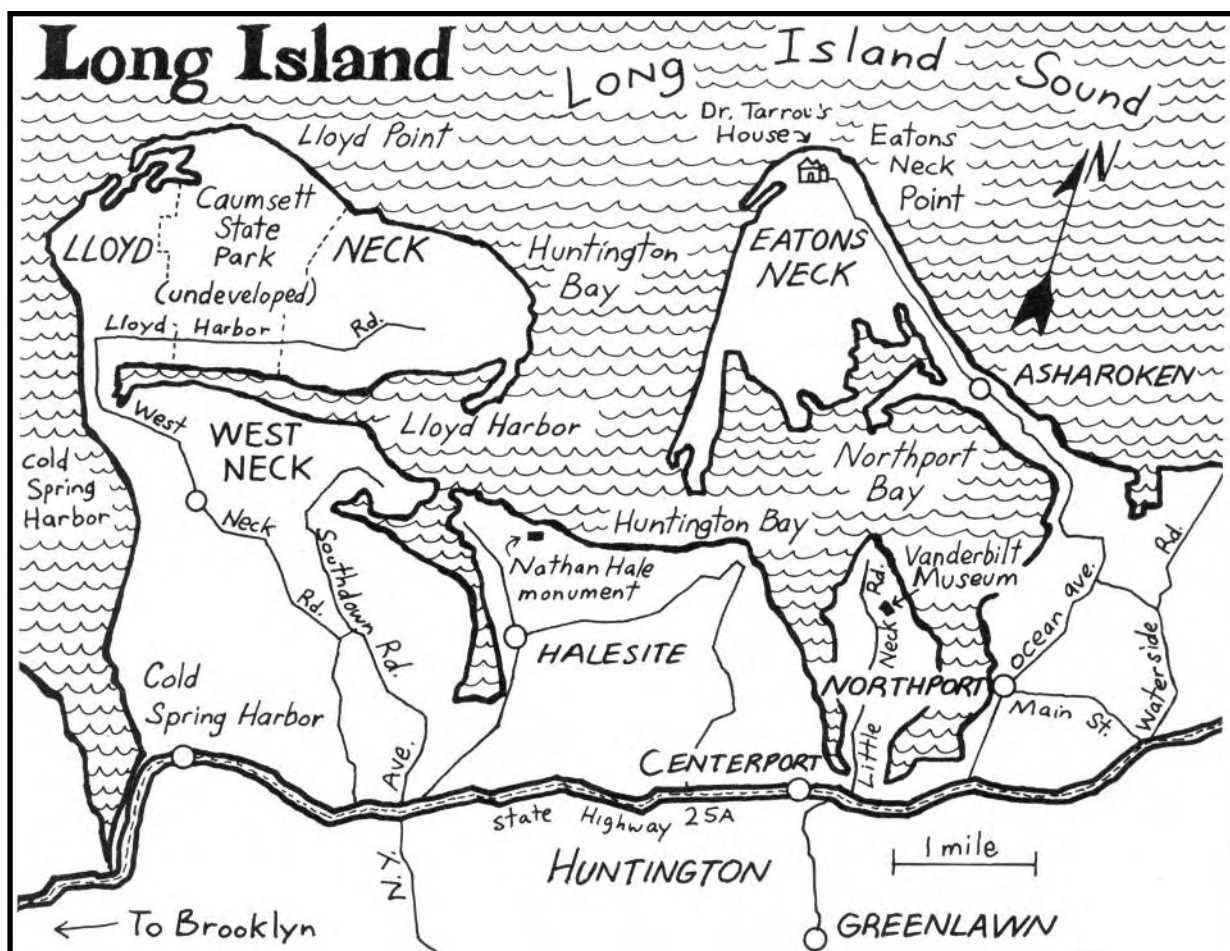 Long Island
Long Island Sound
Dr. Tarrou's
House
Eatons
Neck
Point
N
Lloyd Point
Caumsett
State
Park
(undeveloped)
LLOYD NECK
Huntington
Bay
EATONS
NECK
Lloyd Harbor Rd.
ASHAROKEN
West
Neck
Rd.
WEST
NECK
Lloyd Harbor
Northport
Bay
Cold
Spring
Harbor
Southdown Rd.
Nathan Hale
monument
Huntington Bay
Vanderbilt
Museum
Little Neck Rd.
Ocean Ave.
Waterside Rd.
HALESITE
NORTHPORT
Main St.
Cold
Spring Harbor
CENTERPORT
N.Y. Ave.
State Highway 25A
1 mile
HUNTINGTON
GREENLAWN
← To Brooklyn